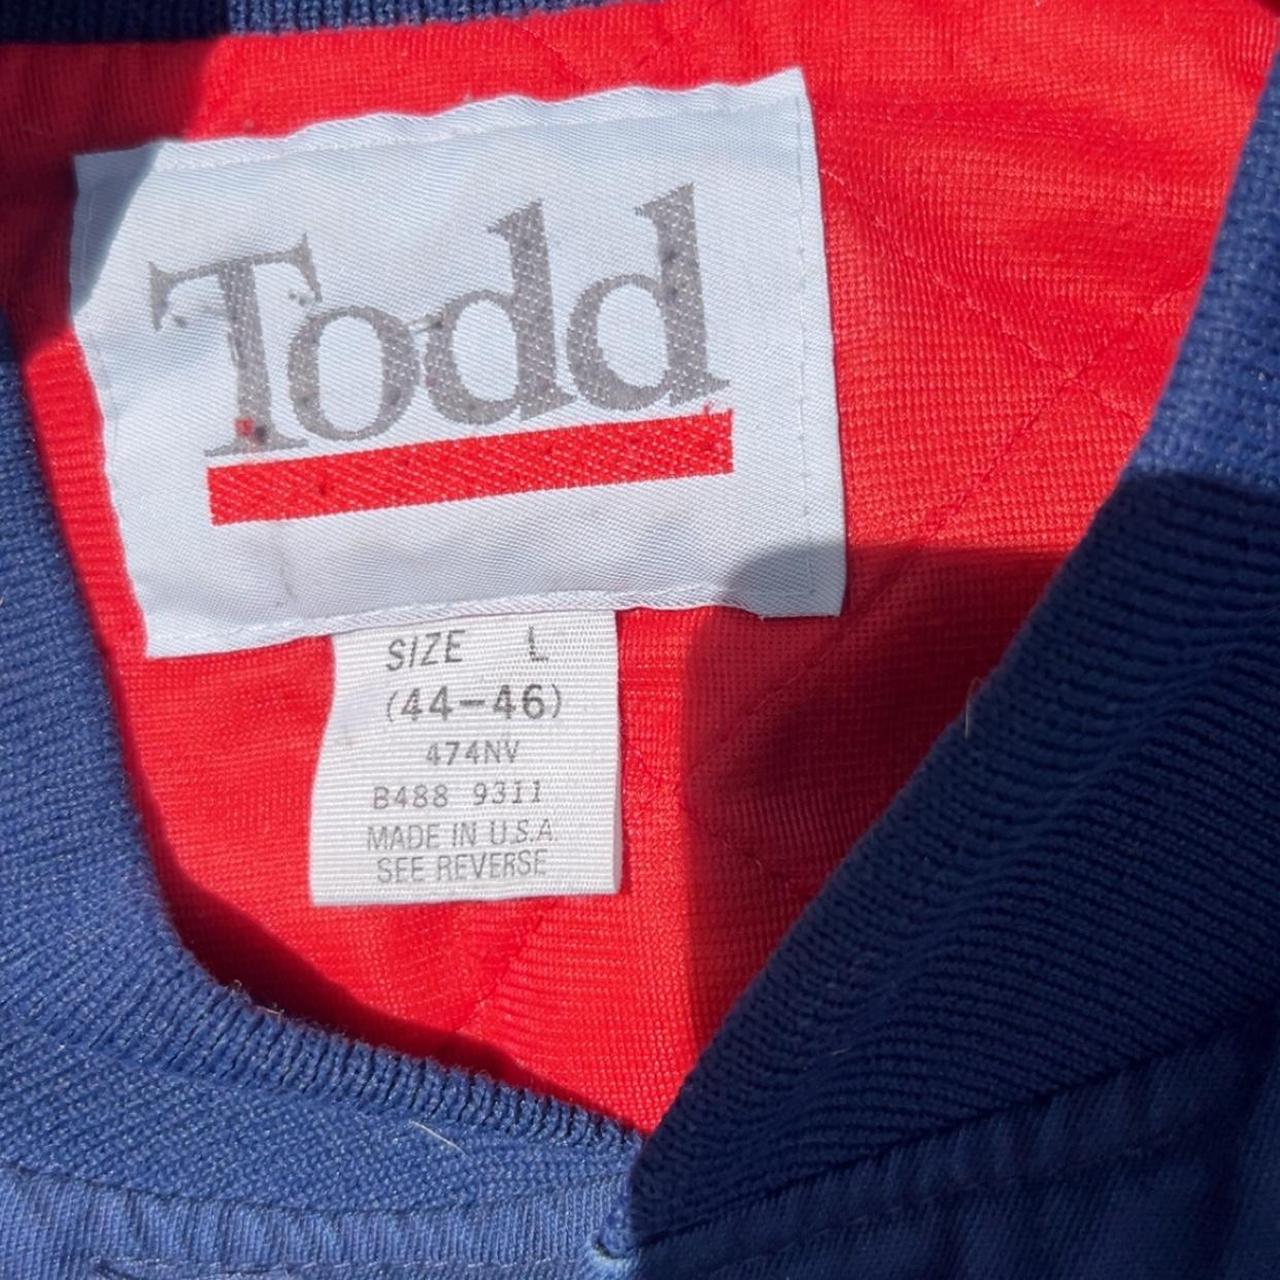 Todd
SIZE L
(44-46)
474NV
B488 9311
MADE IN U.S.A.
SEE REVERSE